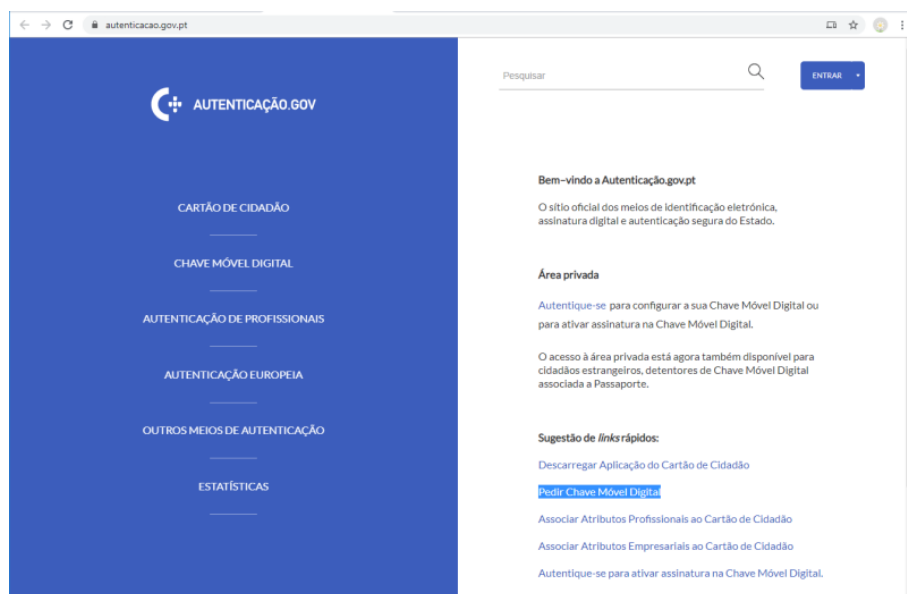 autenticacao.gov.pt
AUTENTICAÇÃO.GOV
CARTÃO DE CIDADÃO
CHAVE MÓVEL DIGITAL
AUTENTICAÇÃO DE PROFISSIONAIS
AUTENTICAÇÃO EUROPEIA
OUTROS MEIOS DE AUTENTICAÇÃO
ESTATÍSTICAS
Pesquisar
ENTRAR
Bem-vindo a Autenticação.gov.pt
O sítio oficial dos meios de identificação eletrónica,
assinatura digital e autenticação segura do Estado.
Área privada
Autentique-se para configurar a sua Chave Móvel Digital ou
para ativar assinatura na Chave Móvel Digital.
O acesso à área privada está agora também disponível para
cidadãos estrangeiros, detentores de Chave Móvel Digital
associada a Passaporte.
Sugestão de links rápidos:
Descarregar Aplicação do Cartão de Cidadão
Pedir Chave Móvel Digital
Associar Atributos Profissionais ao Cartão de Cidadão
Associar Atributos Empresariais ao Cartão de Cidadão
Autentique-se para ativar assinatura na Chave Móvel Digital.